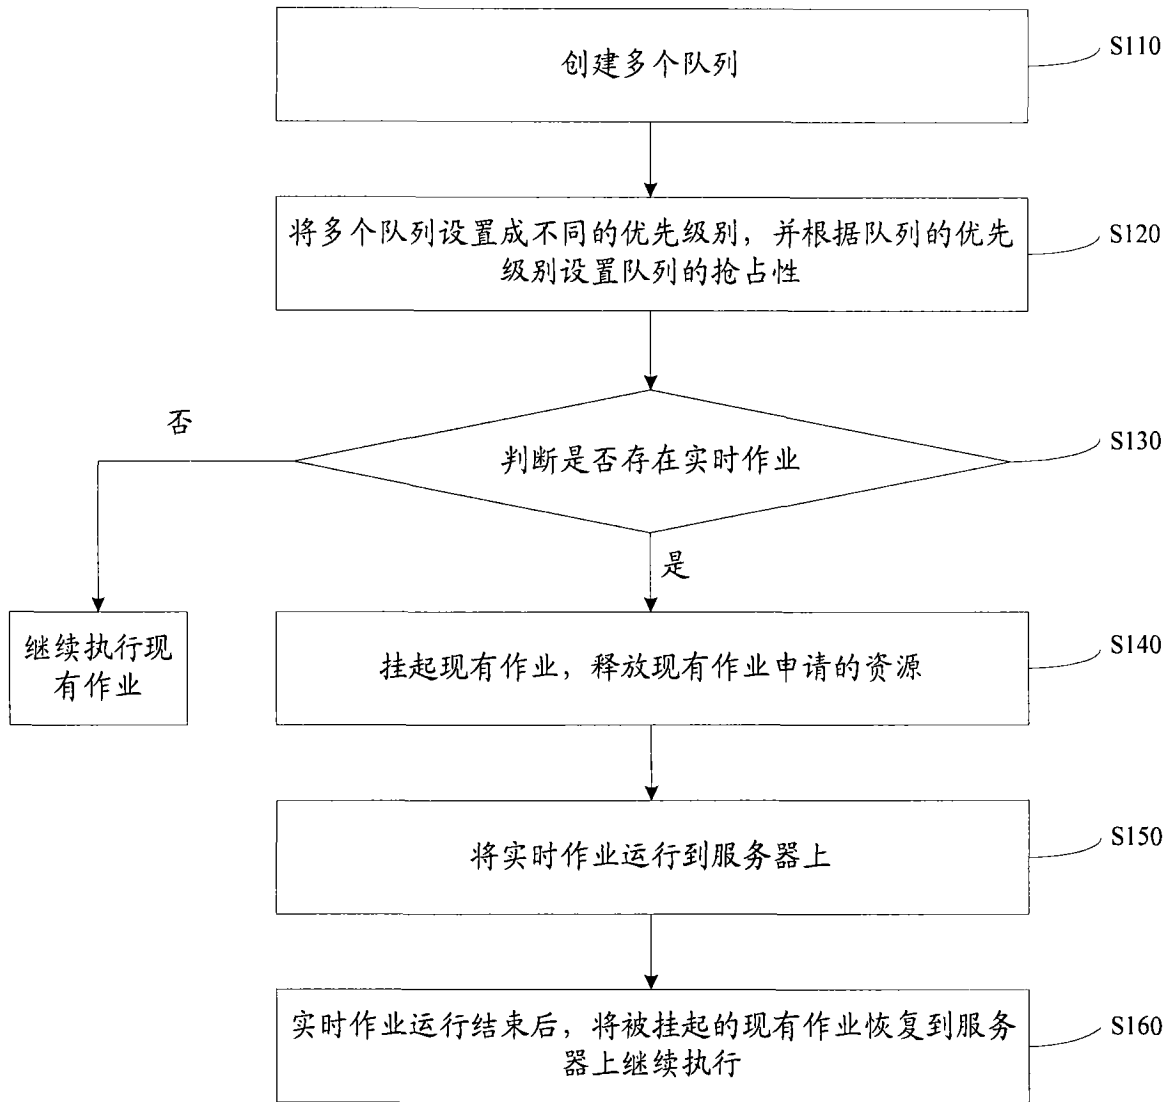 创建多个队列
S110
将多个队列设置成不同的优先级别，并根据队列的优先
级别设置队列的抢占性
S120
否
判断是否存在实时作业
S130
是
继续执行现
有作业
挂起现有作业，释放现有作业申请的资源
S140
将实时作业运行到服务器上
S150
实时作业运行结束后，将被挂起的现有作业恢复到服务
器上继续执行
S160